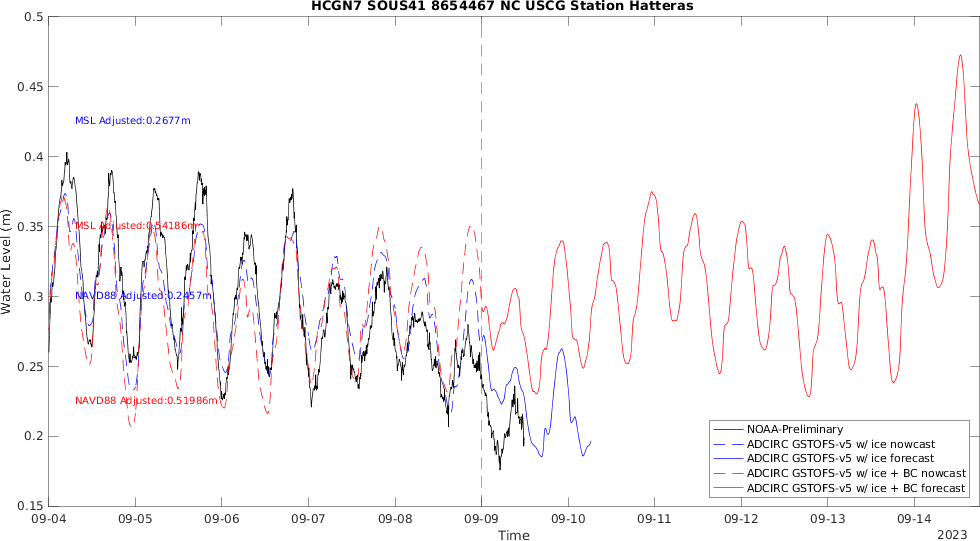 HCGN7 SOUS41 8654467 NC USCG Station Hatteras
0.5
0.45
0.4
0.35
0.3
0.25
0.2
0.15
Water Level (m)
MSL Adjusted:0.2677m
MSL Adjusted:0.54186m
NAVD88 Adjusted:0.2457m
NAVD88 Adjusted:0.51986m
NOAA-Preliminary
ADCIRC GSTOFS-v5 w/ ice nowcast
ADCIRC GSTOFS-v5 w/ ice forecast
ADCIRC GSTOFS-v5 w/ ice + BC nowcast
ADCIRC GSTOFS-v5 w/ ice + BC forecast
09-04 09-05 09-06 09-07 09-08 09-09 09-10 09-11 09-12 09-13 09-14
Time
2023